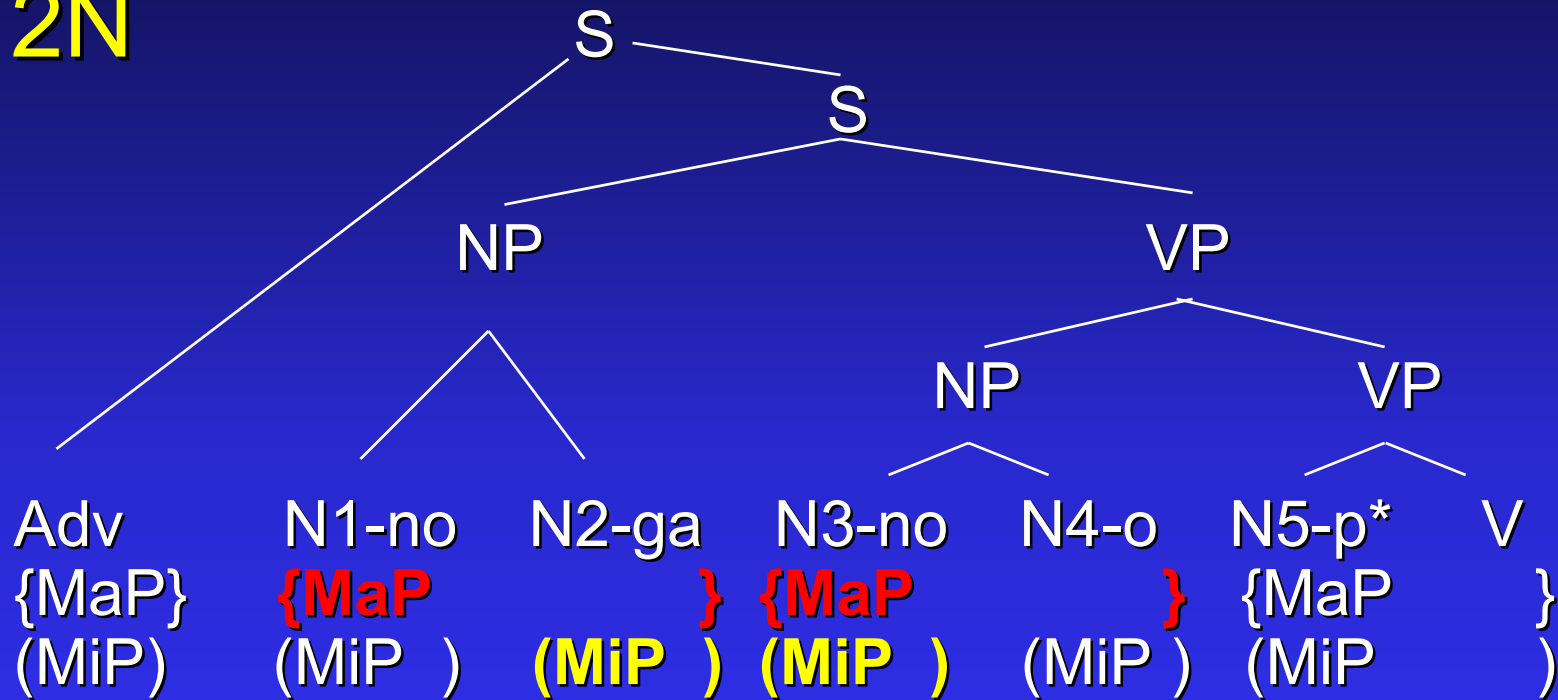 2N
S
S
NP VP
NP VP
Adv N1-no N2-ga N3-no N4-o N5-p* V
{MaP} {MaP } {MaP } {MaP }
(MiP) (MiP ) (MiP ) (MiP ) (MiP ) (MiP )